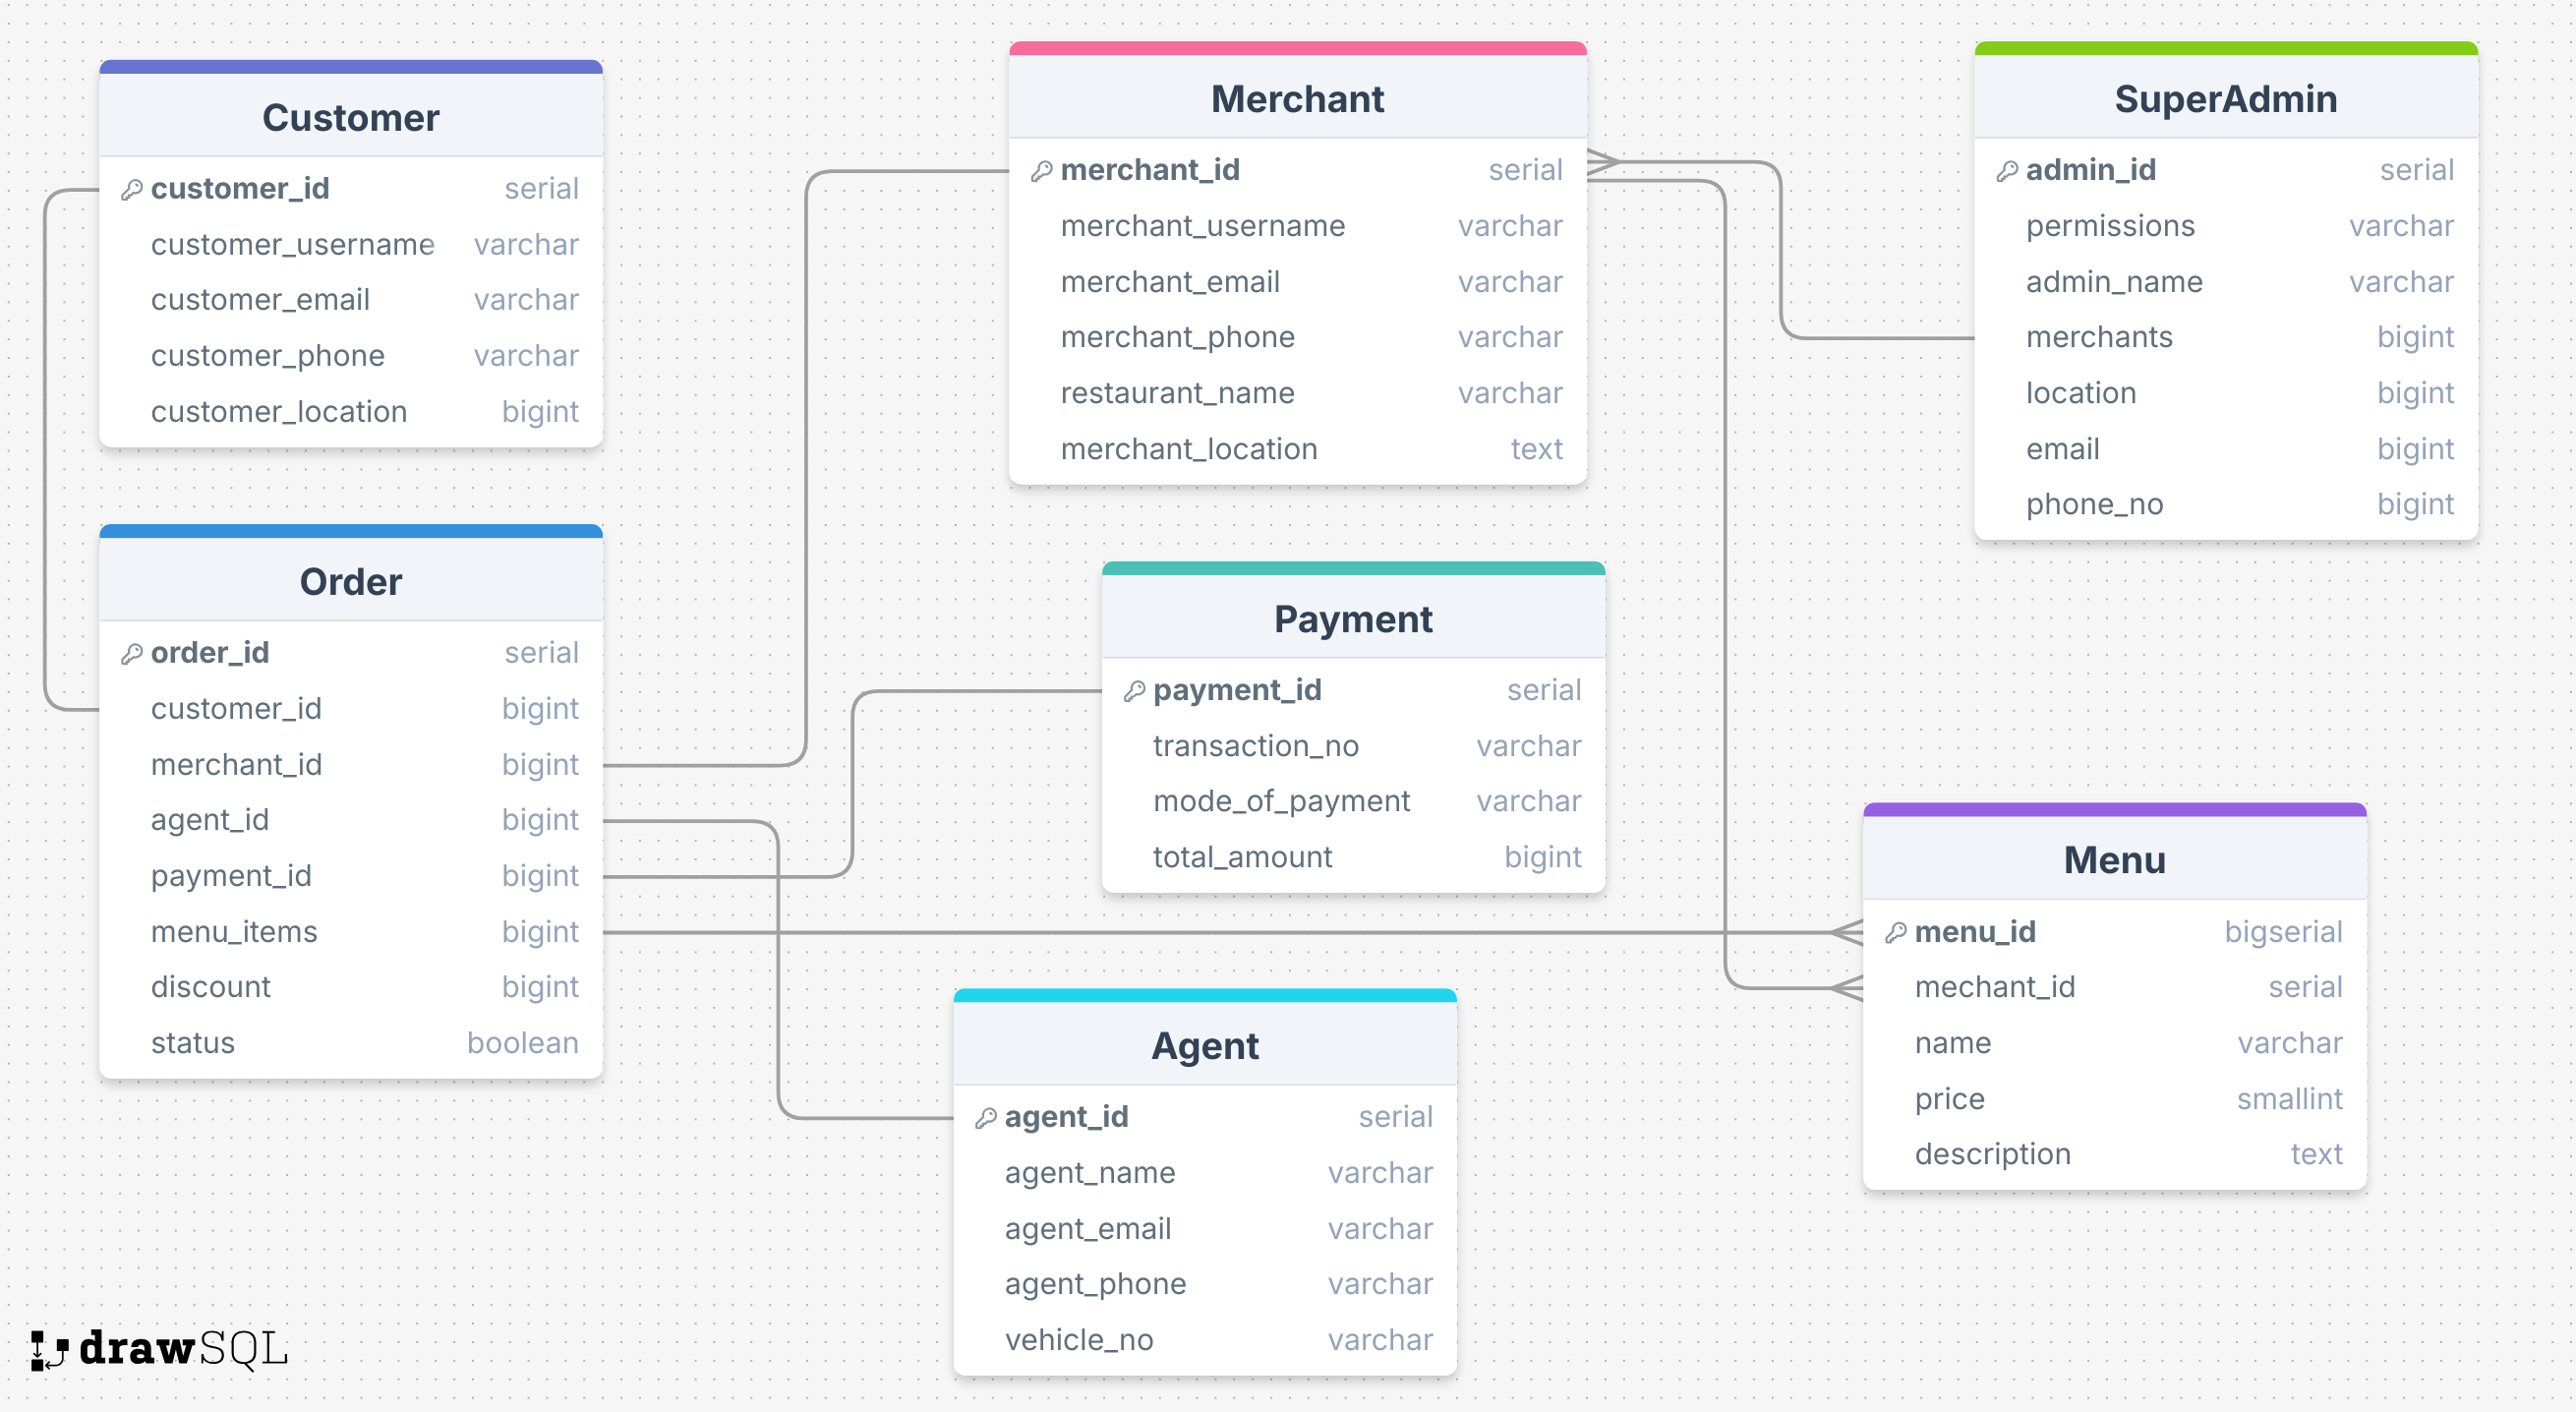 Customer
customer_id serial
customer_username varchar
customer_email varchar
customer_phone varchar
customer_location bigint
Order
order_id serial
customer_id bigint
merchant_id bigint
agent_id bigint
payment_id bigint
menu_items bigint
discount bigint
status boolean
Merchant
merchant_id serial
merchant_username varchar
merchant_email varchar
merchant_phone varchar
restaurant_name varchar
merchant_location text
Payment
payment_id serial
transaction_no varchar
mode_of_payment varchar
total_amount bigint
Agent
agent_id serial
agent_name varchar
agent_email varchar
agent_phone varchar
vehicle_no varchar
SuperAdmin
admin_id serial
permissions varchar
admin_name varchar
merchants bigint
location bigint
email bigint
phone_no bigint
Menu
menu_id bigserial
mechant_id serial
name varchar
price smallint
description text
drawSQL